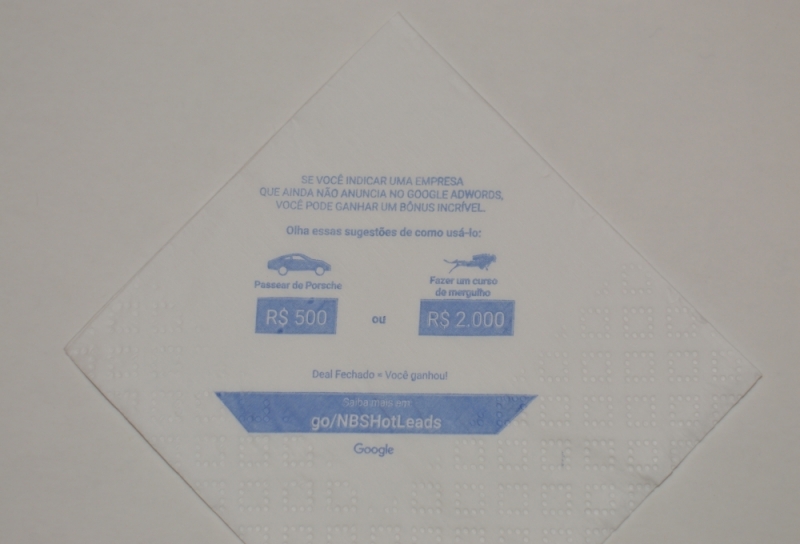 SE VOCÊ INDICAR UMA EMPRESA
QUE AINDA NÃO ANUNCIA NO GOOGLE ADWORDS,
VOCÊ PODE GANHAR UM BÔNUS INCRÍVEL.
Olha essas sugestões de como usá-lo:
Passear de Porsche
R$ 500
ou
Fazer um curso
de mergulho
R$ 2.000
Deal Fechado = Você ganhou!
Saiba mais em:
go/NBSHotLeads
Google